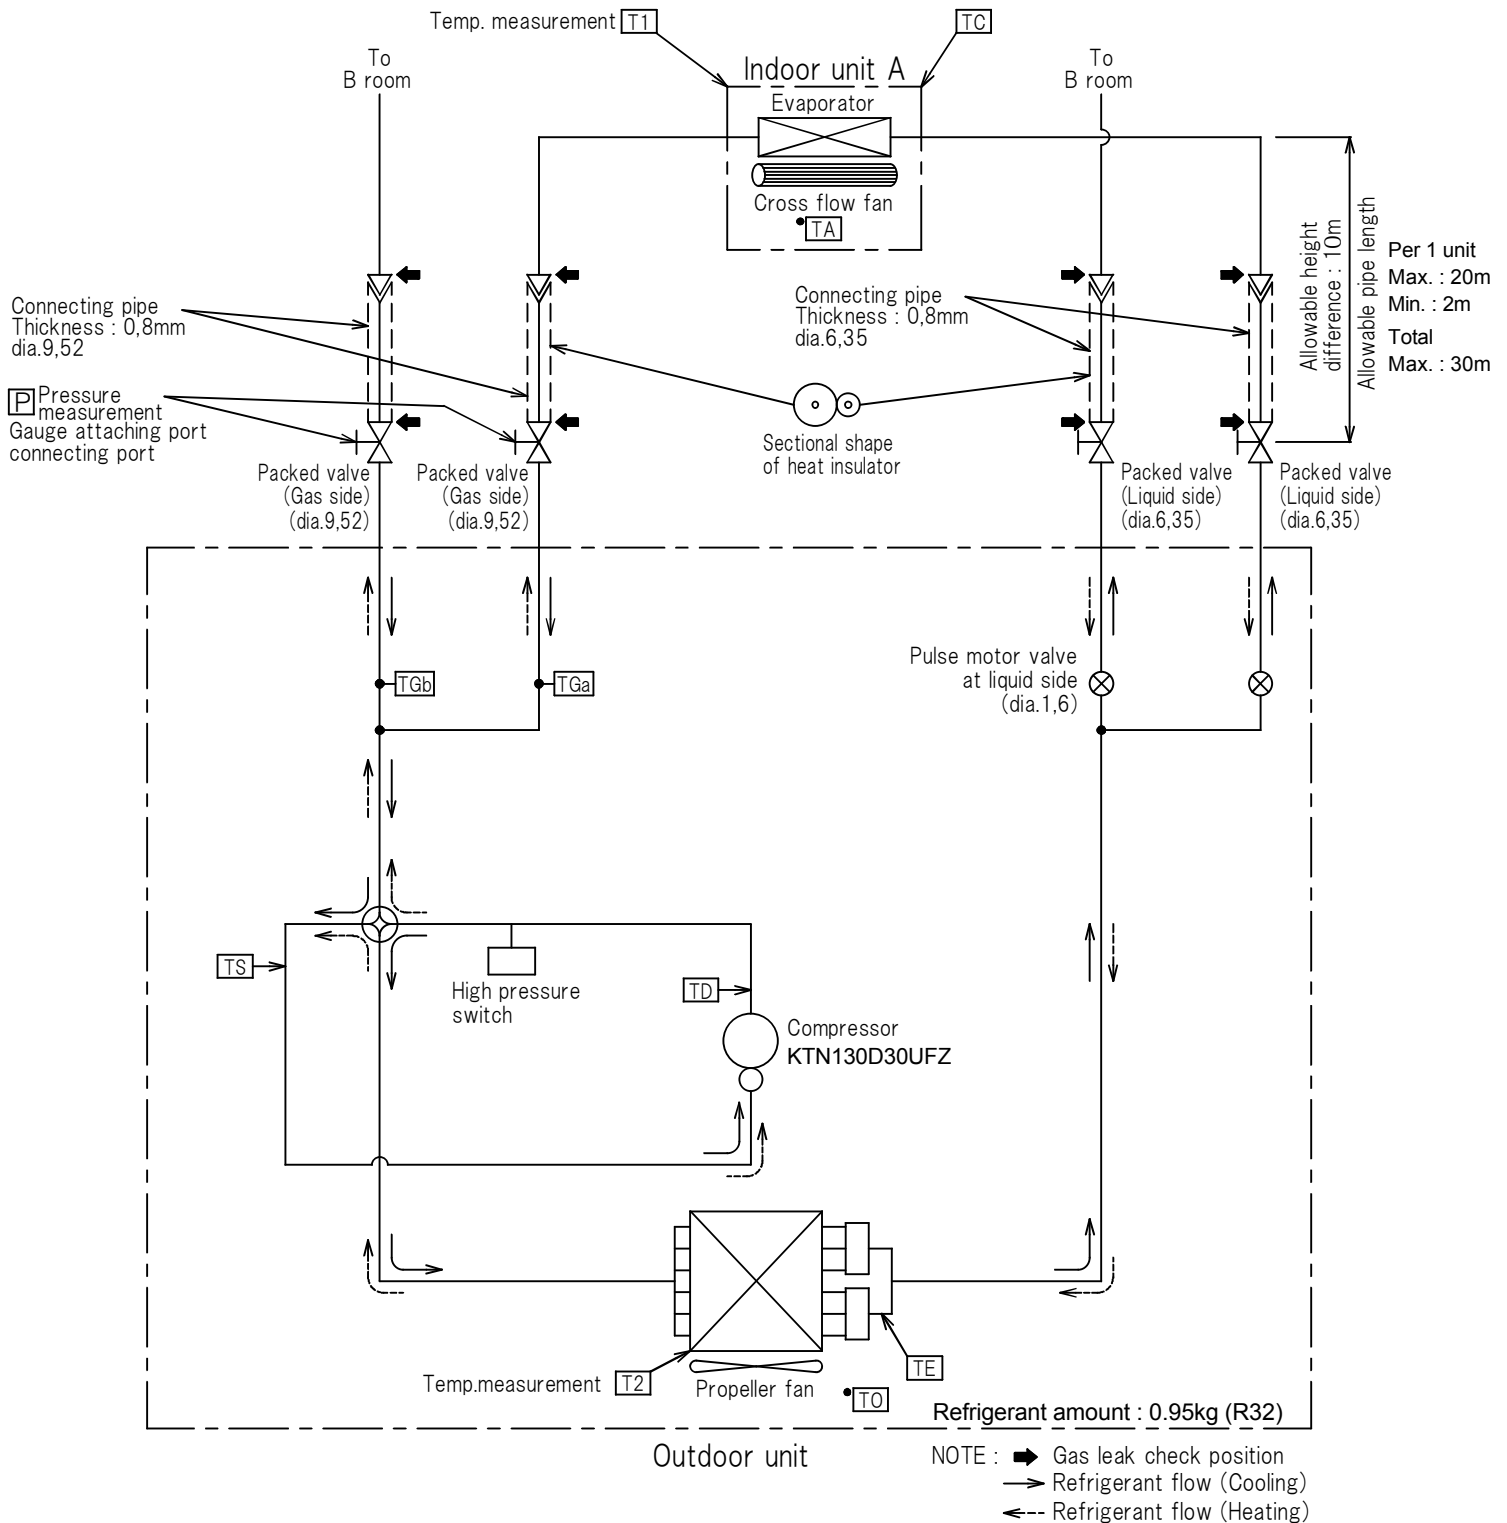 Temp. measurement T1
TC
To
B room
Indoor unit A
Evaporator
Cross flow fan
TA
To
B room
Connecting pipe
Thickness : 0,8mm
dia.9,52
P Pressure
measurement
Gauge attaching port
connecting port
Connecting pipe
Thickness : 0,8mm
dia.6,35
Sectional shape
of heat insulator
Allowable height
difference : 10m
Allowable pipe length
Per 1 unit
Max. : 20m
Min. : 2m
Total
Max. : 30m
Packed valve
(Gas side)
(dia.9,52)
Packed valve
(Gas side)
(dia.9,52)
Packed valve
(Liquid side)
(dia.6,35)
Packed valve
(Liquid side)
(dia.6,35)
TGb
TGa
Pulse motor valve
at liquid side
(dia.1,6)
TS
High pressure
switch
TD
Compressor
KTN130D30UFZ
Temp.measurement T2
Propeller fan
TO
TE
Refrigerant amount : 0.95kg (R32)
Outdoor unit
NOTE : Gas leak check position
Refrigerant flow (Cooling)
Refrigerant flow (Heating)